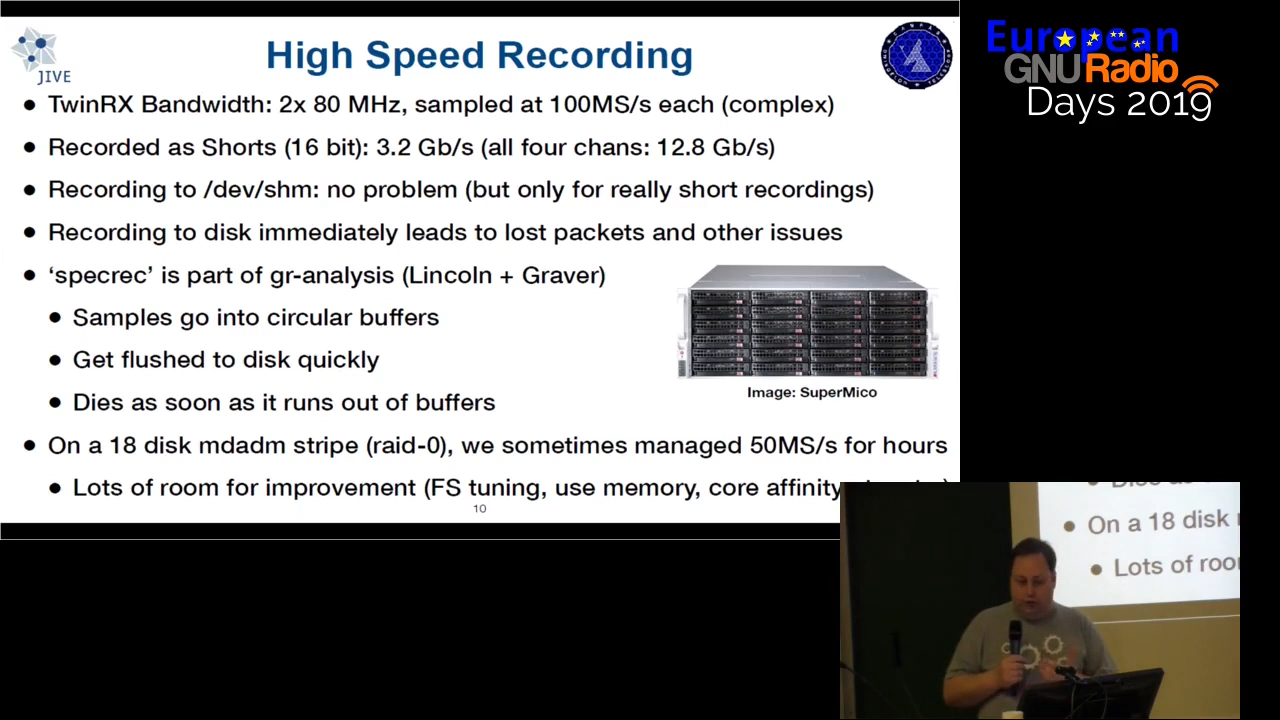 High Speed Recording
JIVE
European
GNURadio
Days 2019
• TwinRX Bandwidth: 2x 80 MHz, sampled at 100MS/s each (complex)
• Recorded as Shorts (16 bit): 3.2 Gb/s (all four chans: 12.8 Gb/s)
• Recording to /dev/shm: no problem (but only for really short recordings)
• Recording to disk immediately leads to lost packets and other issues
• ‘specrec’ is part of gr-analysis (Lincoln + Graver)
• Samples go into circular buffers
• Get flushed to disk quickly
• Dies as soon as it runs out of buffers
Image: SuperMico
• On a 18 disk mdadm stripe (raid-0), we sometimes managed 50MS/s for hours
• Lots of room for improvement (FS tuning, use memory, core affinity
10
• Dies as
• On a 18 disk
• Lots of roo